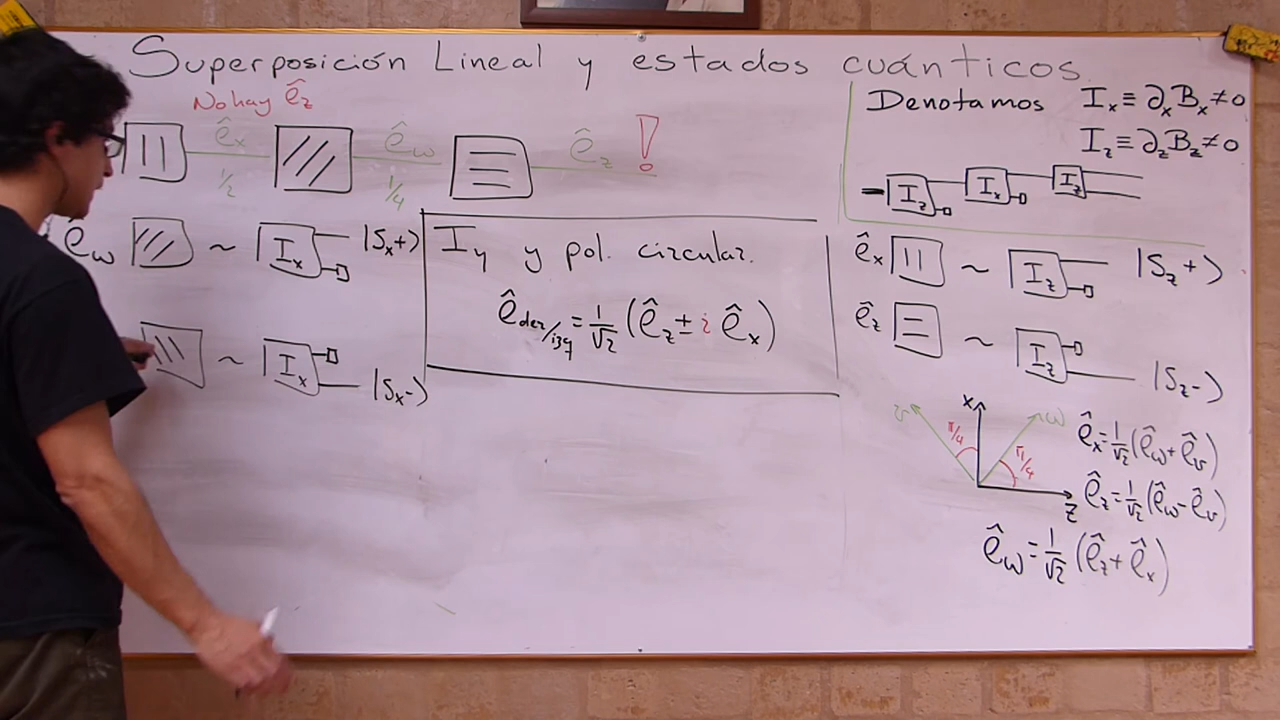 Superposición Lineal y estados cuánticos
No hay ê_z
ê_x ê_w ê_z !
1/2 1/4
ê_w ~ I_x |S_x+)
~ I_x |S_x-)
I_y y pol. circular.
ê_der/izq = 1/√2 (ê_z ± i ê_x)
Denotamos I_x ≡ ∂_x B_x ≠ 0
I_z ≡ ∂_z B_z ≠ 0
I_z I_x I_z
ê_x ~ I_z |S_z+)
ê_z ~ I_z |S_z-)
v x w
π/4 π/4
z
ê_x = 1/√2 (ê_w + ê_v)
ê_z = 1/√2 (ê_w - ê_v)
ê_w = 1/√2 (ê_z + ê_x)